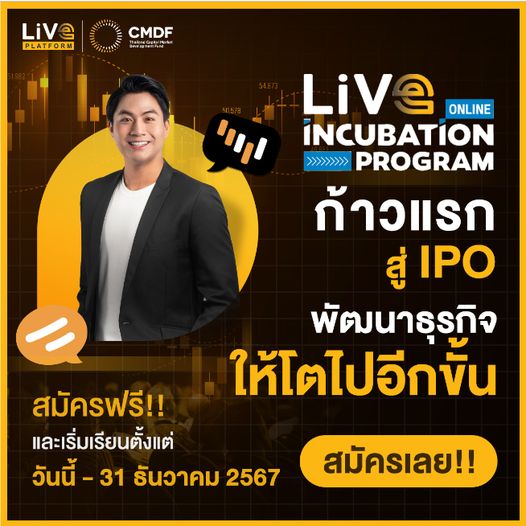 LiVe
PLATFORM
CMDF
Thailand Capital Market
Development Fund
LiVe
ONLINE
INCUBATION
PROGRAM
ก้าวแรก
สู่ IPO
พัฒนาธุรกิจ
ให้โตไปอีกขั้น
สมัครฟรี!!
และเริ่มเรียนตั้งแต่
วันนี้ - 31 ธันวาคม 2567
สมัครเลย!!